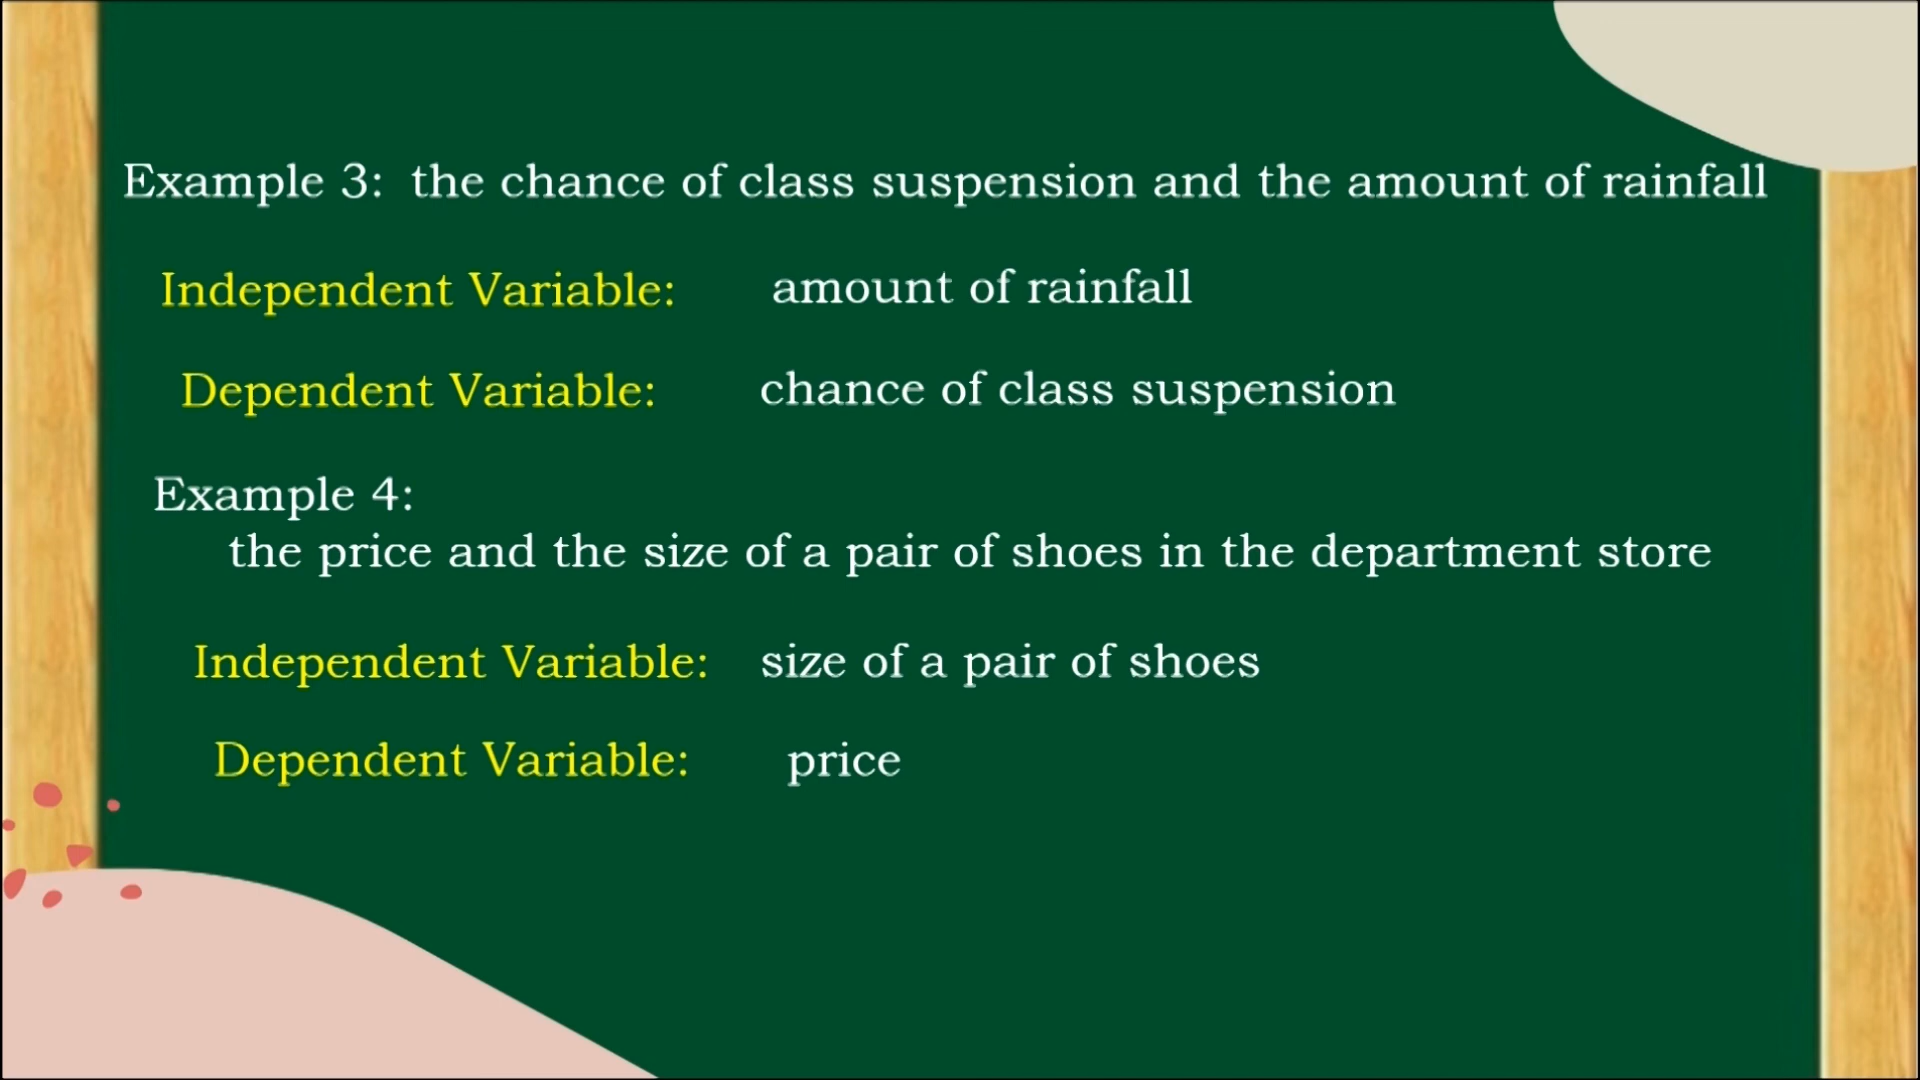 Example 3: the chance of class suspension and the amount of rainfall
Independent Variable: amount of rainfall
Dependent Variable: chance of class suspension
Example 4:
the price and the size of a pair of shoes in the department store
Independent Variable: size of a pair of shoes
Dependent Variable: price